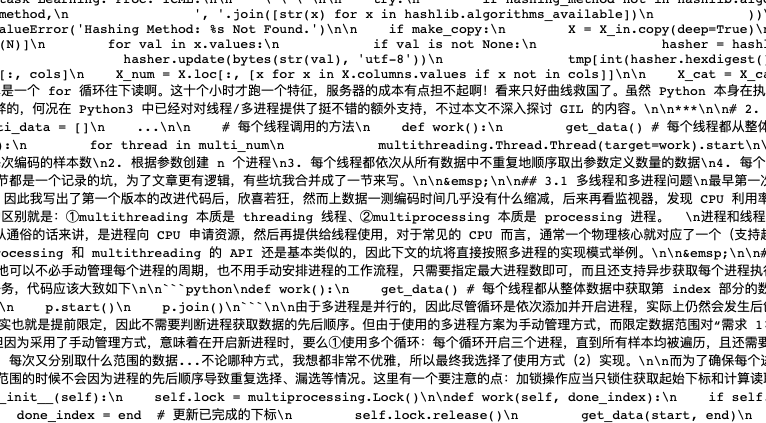 method,\n                  ', '.join([str(x) for x in hashlib.algorithms_available])\n              ))\
alueError('Hashing Method: %s Not Found.')\n\n    if make_copy:\n        X = X_in.copy(deep=True)\n
(N)]\n        for val in x.values:\n            if val is not None:\n                hasher = hashl
hasher.update(bytes(str(val), 'utf-8'))\n                tmp[int(hasher.hexdigest()
[:, cols]\n    X_num = X.loc[:, [x for x in X.columns.values if x not in cols]]\n\n    X_cat = X_ca
是一个 for 循环往下读啊。这十个小时才跑一个特征，服务器的成本有点担不起啊！看来只好曲线救国了。虽然 Python 本身在执
弊的，何况在 Python3 中已经对对线程/多进程提供了挺不错的额外支持，不过本文不深入探讨 GIL 的内容。\n\n***\n\n# 2.
ti_data = []\n    ...\n\n    # 每个线程调用的方法\n    def work():\n        get_data() # 每个线程都从整体
\n        for thread in multi_num\n            multithreading.Thread.Thread(target=work).start\n\
次编码的样本数\n2. 根据参数创建 n 个进程\n3. 每个线程都依次从所有数据中不重复地顺序取出参数定义数量的数据\n4. 每个
节都是一个记录的坑，为了文章更有逻辑，有些坑我合并成了一节来写。\n\n&emsp;\n\n## 3.1 多线程和多进程问题\n最早第一次
因此我写出了第一个版本的改进代码后，欣喜若狂，然而上数据一测编码时间几乎没有什么缩减，后来再看监视器，发现 CPU 利用率
区别就是：①multithreading 本质是 threading 线程、②multiprocessing 本质是 processing 进程。  \n进程和线程
从通俗的话来讲，是进程向 CPU 申请资源，然后再提供给线程使用，对于常见的 CPU 而言，通常一个物理核心就对应了一个（支持超
ocessing 和 multithreading 的 API 还是基本类似的，因此下文的坑将直接按照多进程的实现模式举例。\n\n&emsp;\n\n#
也可以不必手动管理每个进程的周期，也不用手动安排进程的工作流程，只需要指定最大进程数即可，而且还支持异步获取每个进程执行
务，代码应该大致如下\n\n```python\ndef work():\n    get_data() # 每个线程都从整体数据中获取第 index 部分的数
\n    p.start()\n    p.join()\n```\n\n由于多进程是并行的，因此尽管循环是依次添加并开启进程，实际上仍然会发生后创
实也就是提前限定，因此不需要判断进程获取数据的先后顺序。但由于使用的多进程方案为手动管理方式，而限定数据范围对“需求 1
但因为采用了手动管理方式，意味着在开启新进程时，要么①使用多个循环：每个循环开启三个进程，直到所有样本均被遍历，且还需要
每次又分别取什么范围的数据...不论哪种方式，我想都非常不优雅，所以最终我选择了使用方式（2）实现。\n\n而为了确保每个进
范围的时候不会因为进程的先后顺序导致重复选择、漏选等情况。这里有一个要注意的点：加锁操作应当只锁住获取起始下标和计算读取
_init__(self):\n    self.lock = multiprocessing.Lock()\n\ndef work(self, done_index):\n    get_da
done_index = end  # 更新已完成的下标\n        self.lock.release()\n        get_data(start, end)\n